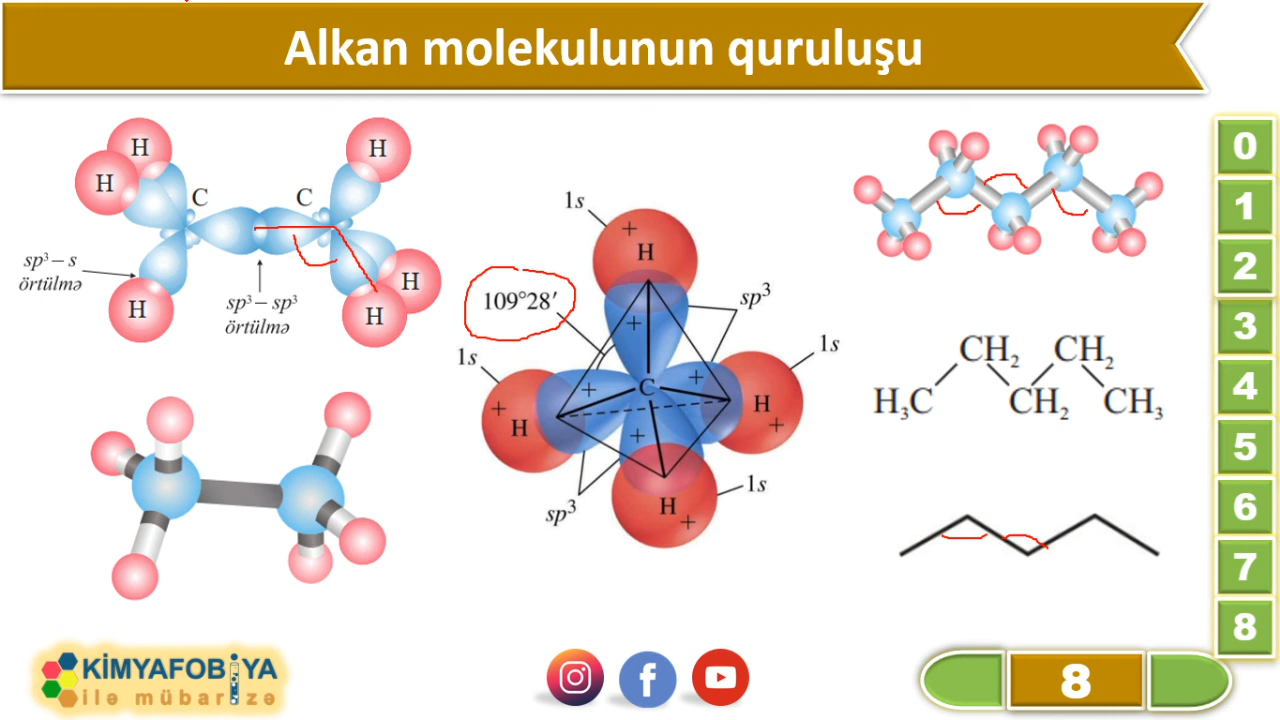 Alkan molekulunun quruluşu
H
H
C
C
H
sp³ – s
örtülmə
H
sp³ – sp³
örtülmə
H
H
109°28′
1s
+
H
sp³
+
1s
+
H
+
C
+
H
+
1s
+
sp³
H
+
1s
CH₂ CH₂
H₃C CH₂ CH₃
0
1
2
3
4
5
6
7
8
KİMYAFOBİYA
ilə mübarizə
8